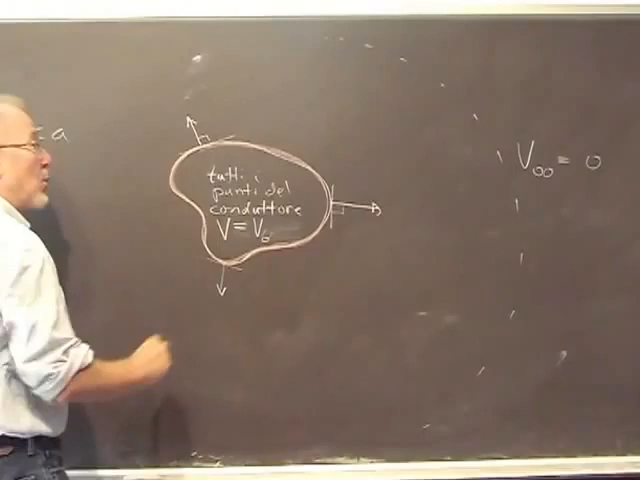 = a
tutti i
punti del
conduttore
V = V₀
V∞ = 0